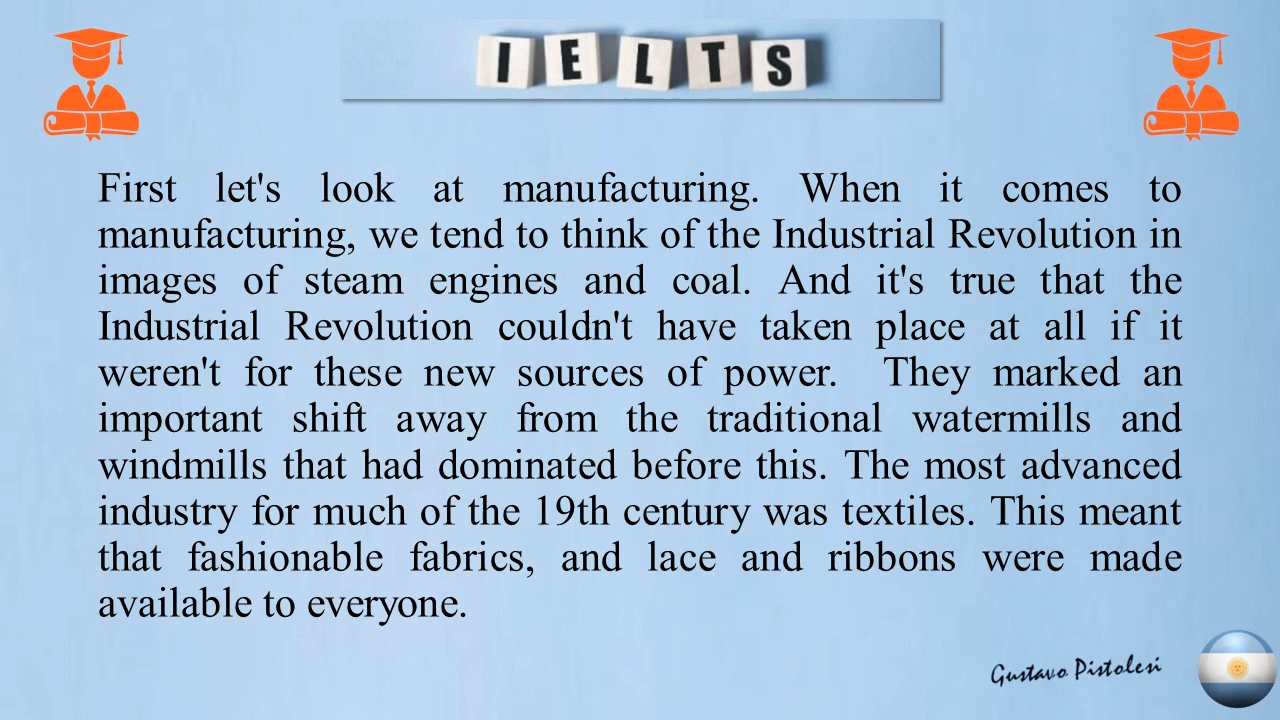 IELTS
First let's look at manufacturing. When it comes to
manufacturing, we tend to think of the Industrial Revolution in
images of steam engines and coal. And it's true that the
Industrial Revolution couldn't have taken place at all if it
weren't for these new sources of power.  They marked an
important shift away from the traditional watermills and
windmills that had dominated before this. The most advanced
industry for much of the 19th century was textiles. This meant
that fashionable fabrics, and lace and ribbons were made
available to everyone.
Gustavo Pistolesi